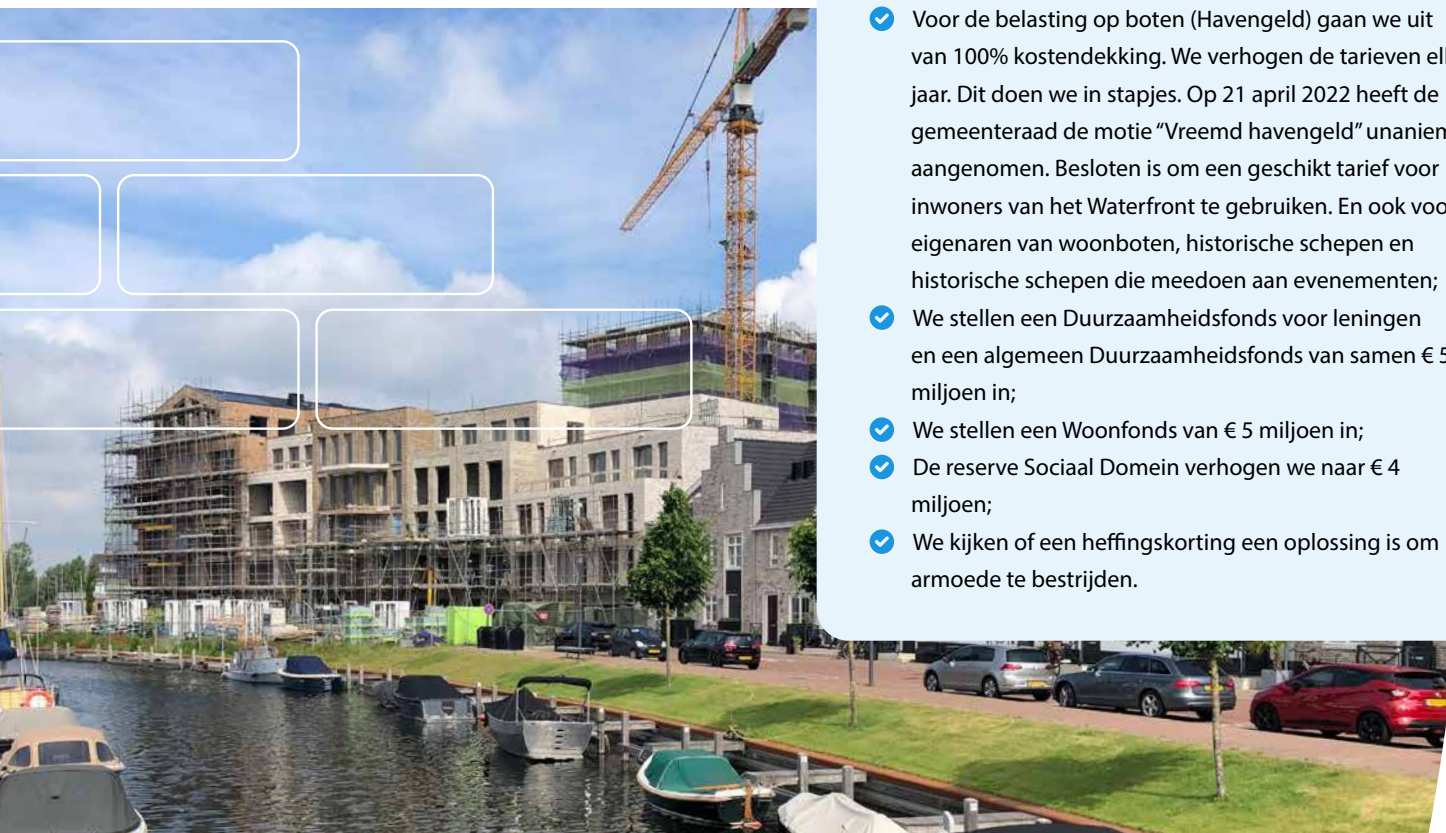 Voor de belasting op boten (Havengeld) gaan we uit
van 100% kostendekking. We verhogen de tarieven
jaar. Dit doen we in stapjes. Op 21 april 2022 heeft de
gemeenteraad de motie “Vreemd havengeld” unaniem
aangenomen. Besloten is om een geschikt tarief voor
inwoners van het Waterfront te gebruiken. En ook
eigenaren van woonboten, historische schepen en
historische schepen die meedoen aan evenementen;
We stellen een Duurzaamheidsfonds voor leningen
en een algemeen Duurzaamheidsfonds van samen € 5
miljoen in;
We stellen een Woonfonds van € 5 miljoen in;
De reserve Sociaal Domein verhogen we naar € 4
miljoen;
We kijken of een heffingskorting een oplossing is om
armoede te bestrijden.